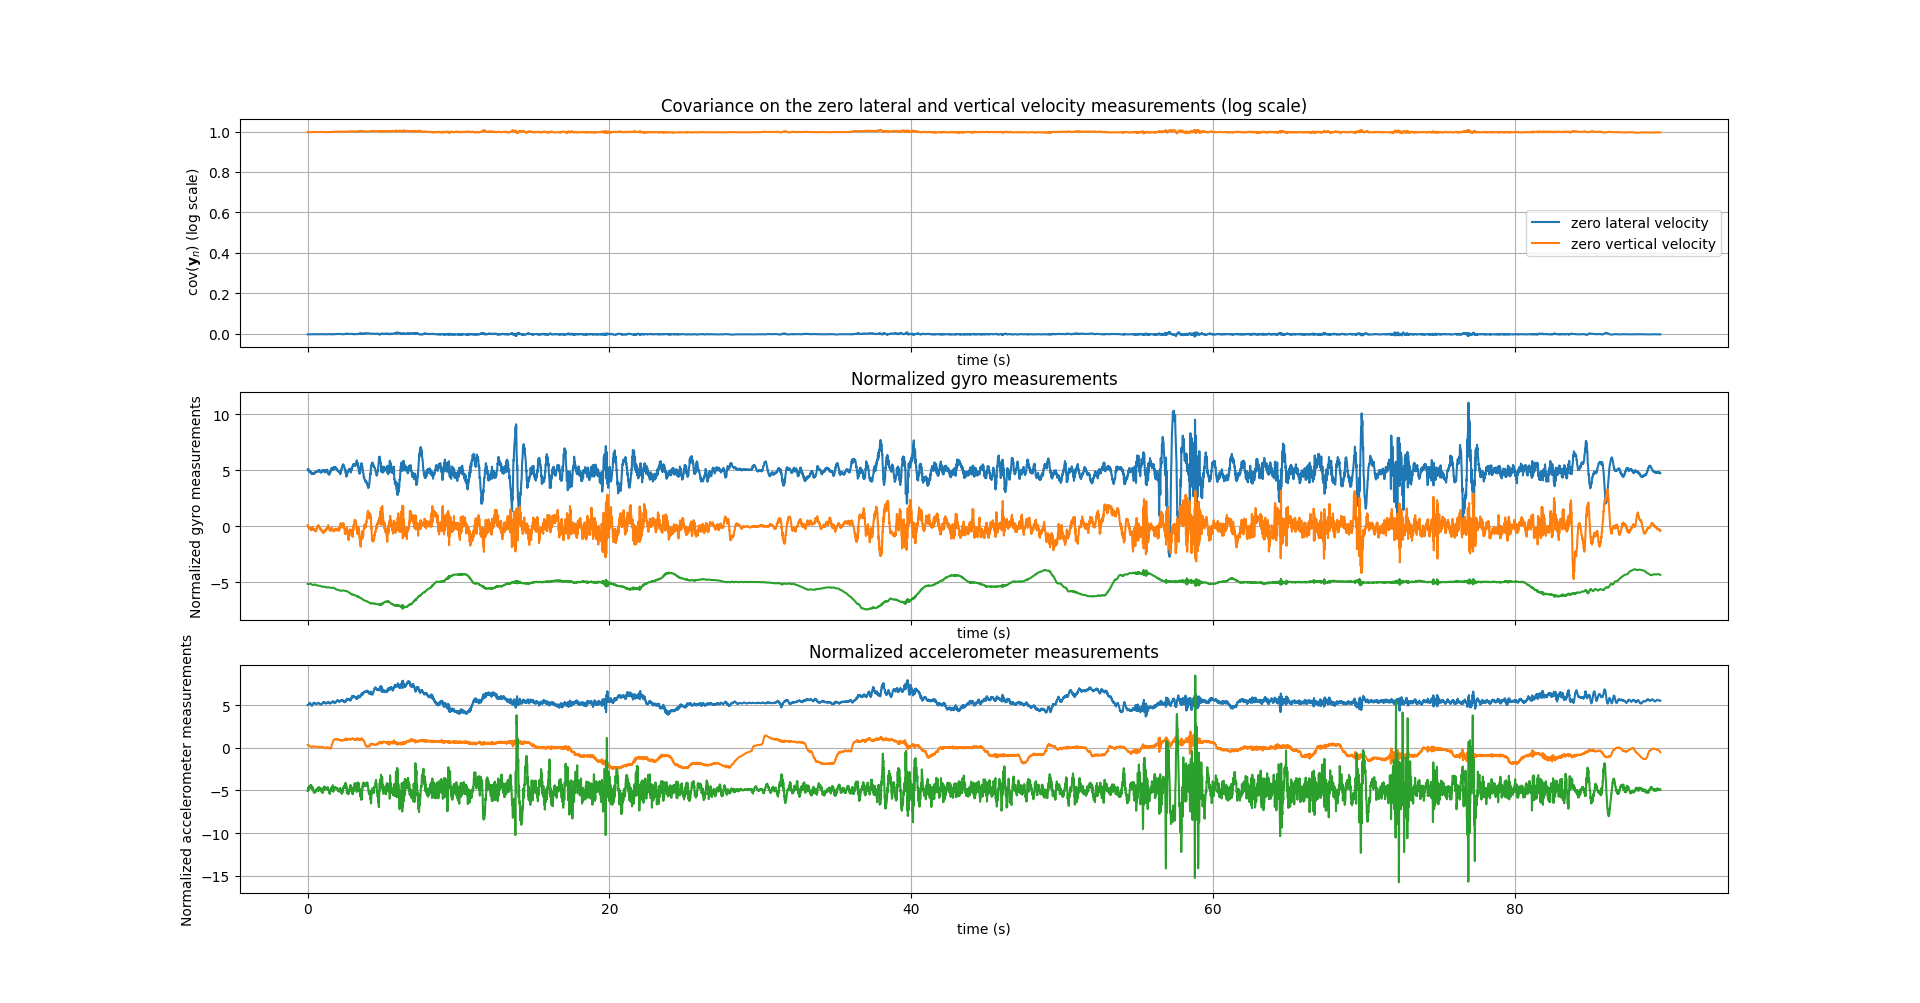 Covariance on the zero lateral and vertical velocity measurements (log scale)
cov(𝐲ₙ) (log scale)
1.0
0.8
0.6
0.4
0.2
0.0
zero lateral velocity
zero vertical velocity
time (s)
Normalized gyro measurements
Normalized gyro measurements
10
5
0
−5
time (s)
Normalized accelerometer measurements
Normalized accelerometer measurements
5
0
−5
−10
−15
0 20 40 60 80
time (s)